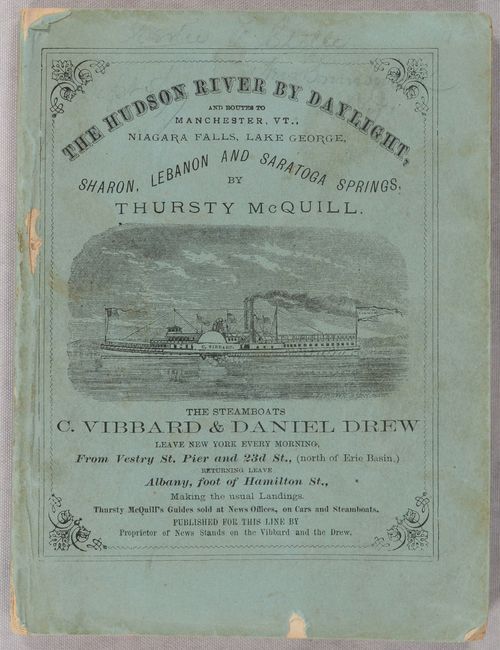 THE HUDSON RIVER BY DAYLIGHT,
AND ROUTES TO
MANCHESTER, VT.,
NIAGARA FALLS, LAKE GEORGE,
SHARON, LEBANON AND SARATOGA SPRINGS,
BY
THURSTY McQUILL.
C. VIBBARD.
THE STEAMBOATS
C. VIBBARD & DANIEL DREW
LEAVE NEW YORK EVERY MORNING,
From Vestry St. Pier and 23d St., (north of Erie Basin,)
RETURNING LEAVE
Albany, foot of Hamilton St.,
Making the usual Landings.
Thursty McQuill's Guides sold at News Offices, on Cars and Steamboats.
PUBLISHED FOR THIS LINE BY
Proprietor of News Stands on the Vibbard and the Drew.